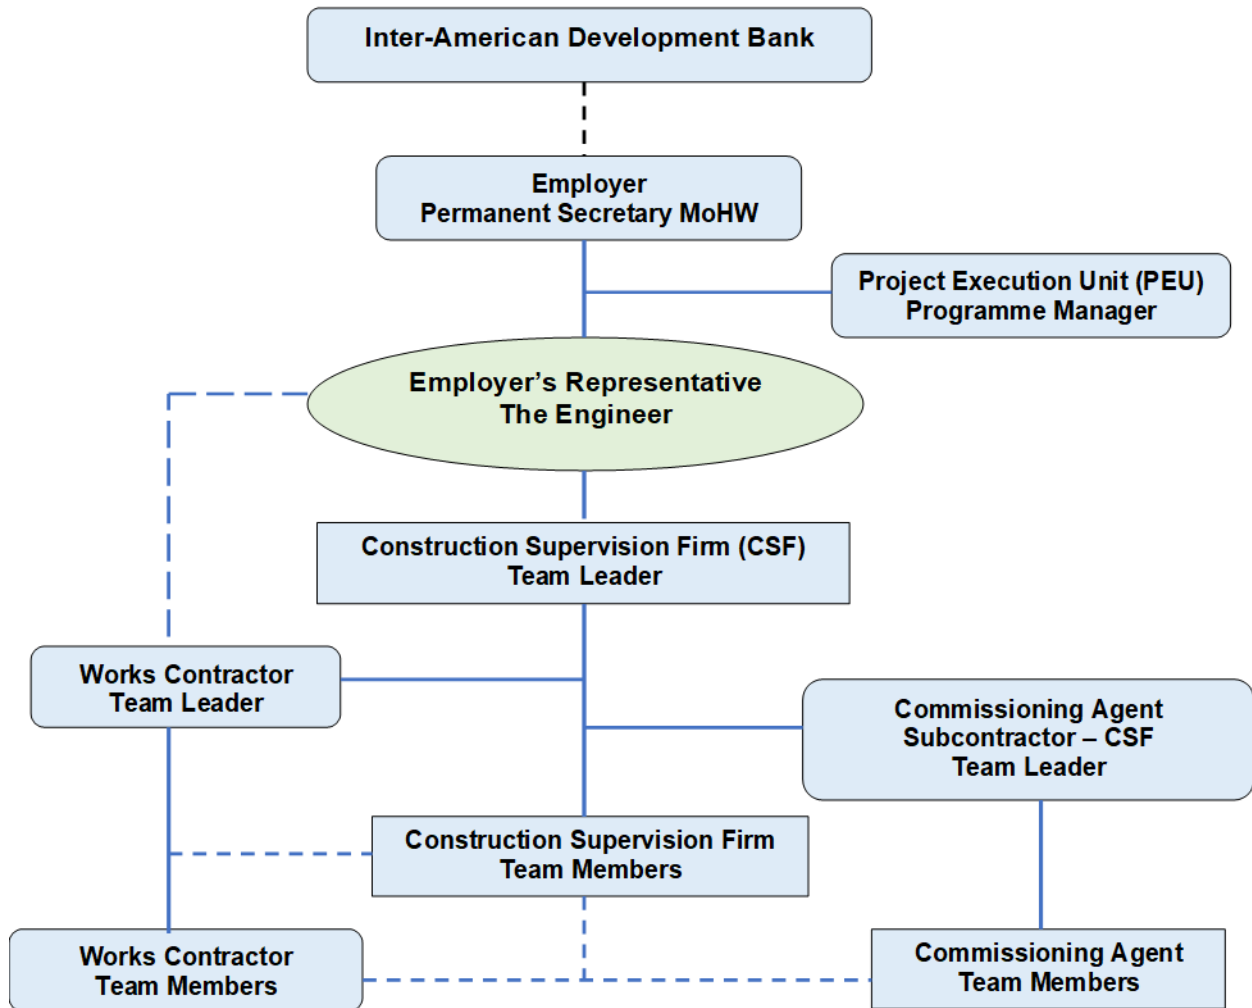 Inter-American Development Bank
Employer
Permanent Secretary MoHW
Project Execution Unit (PEU)
Programme Manager
Employer’s Representative
The Engineer
Construction Supervision Firm (CSF)
Team Leader
Works Contractor
Team Leader
Commissioning Agent
Subcontractor – CSF
Team Leader
Construction Supervision Firm
Team Members
Works Contractor
Team Members
Commissioning Agent
Team Members